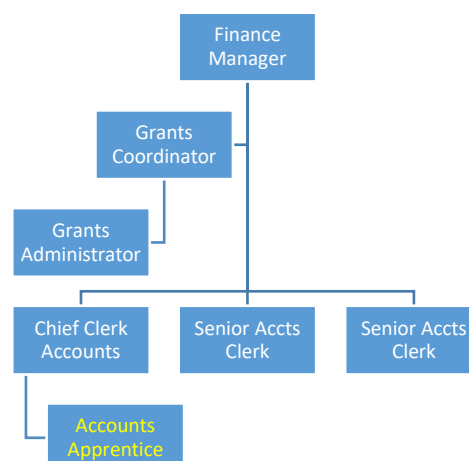 Finance
Manager
Grants
Coordinator
Grants
Administrator
Chief Clerk
Accounts
Senior Accts
Clerk
Senior Accts
Clerk
Accounts
Apprentice